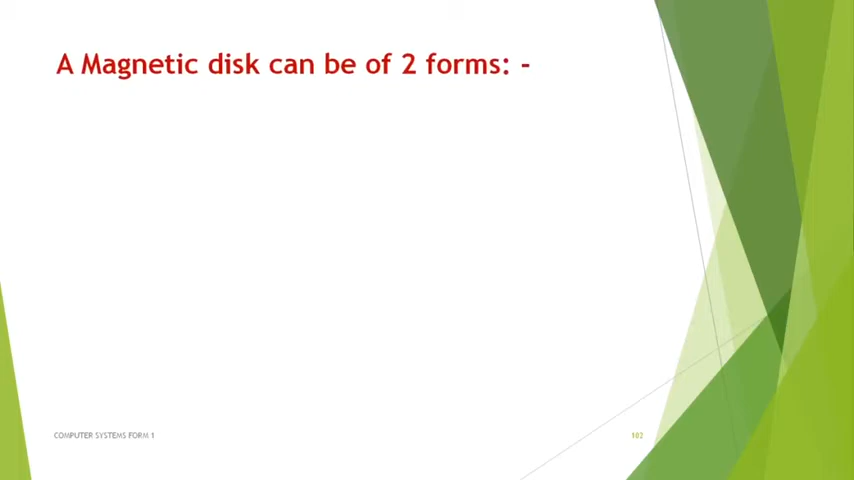 A Magnetic disk can be of 2 forms: -
COMPUTER SYSTEMS FORM 1
102